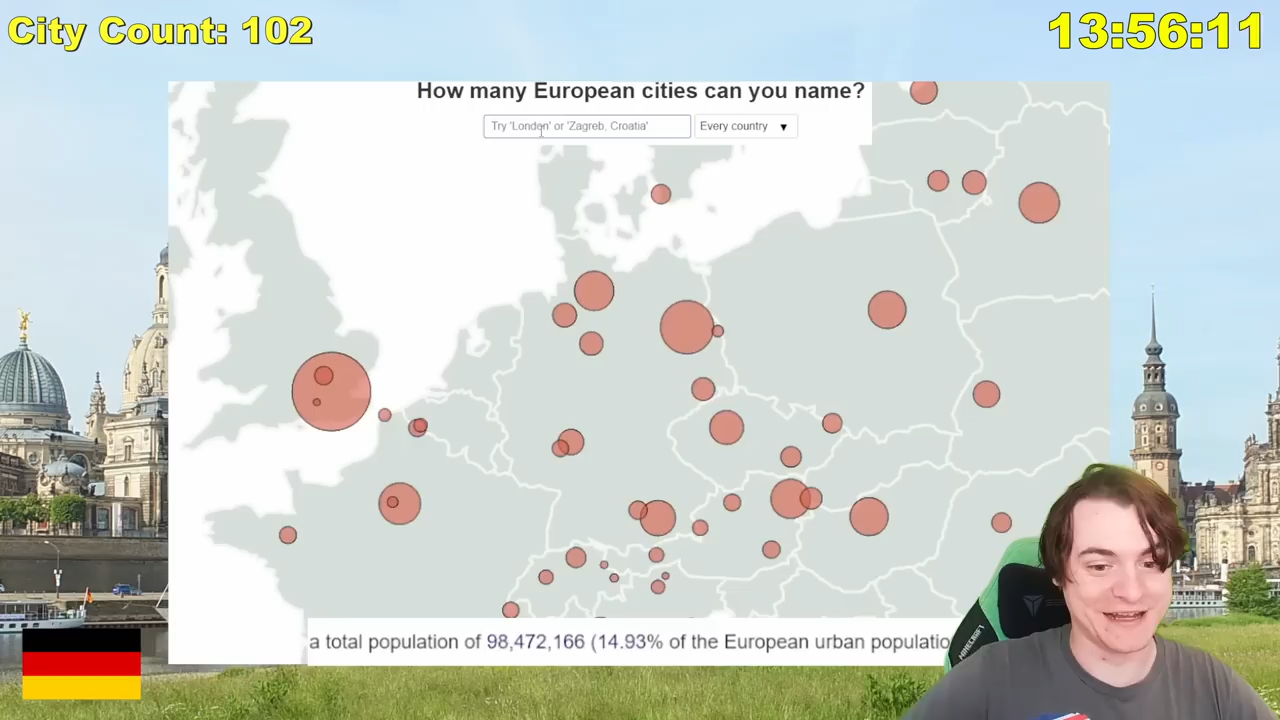 City Count: 102
13:56:11
How many European cities can you name?
Try 'London' or 'Zagreb, Croatia'
Every country ▼
a total population of 98,472,166 (14.93% of the European urban populatio
MINECRAFT